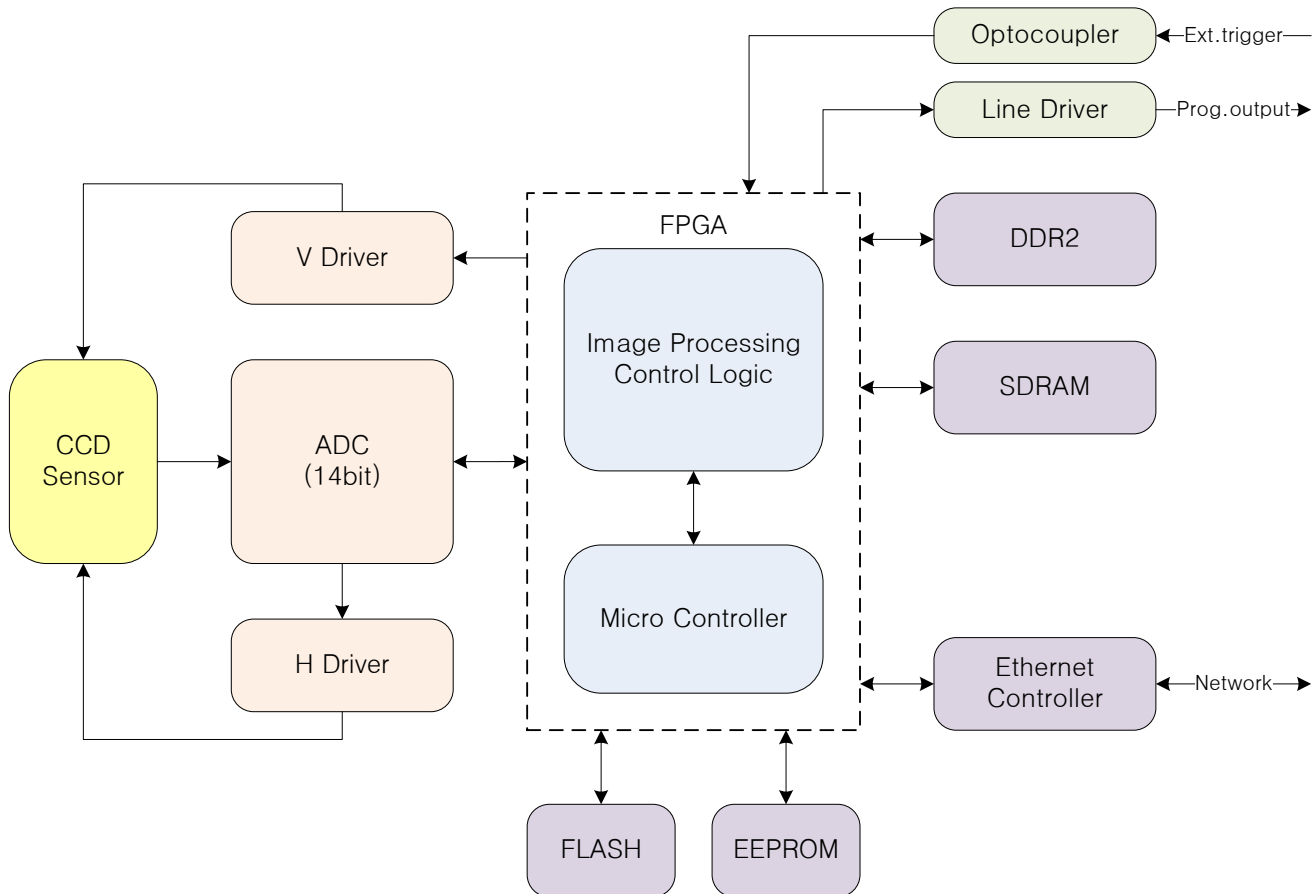 Optocoupler
Ext.trigger
Line Driver
Prog.output
FPGA
V Driver
DDR2
Image Processing
Control Logic
SDRAM
CCD
Sensor
ADC
(14bit)
Micro Controller
H Driver
Ethernet
Controller
Network
FLASH
EEPROM